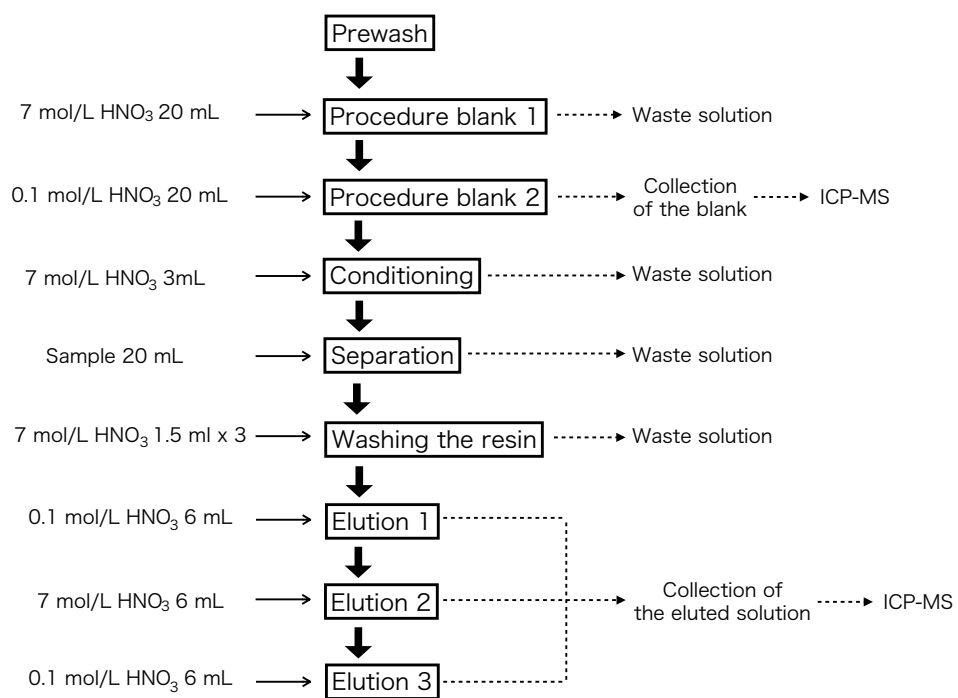 Prewash
7 mol/L HNO₃ 20 mL
Procedure blank 1
Waste solution
0.1 mol/L HNO₃ 20 mL
Procedure blank 2
Collection
of the blank
ICP-MS
7 mol/L HNO₃ 3mL
Conditioning
Waste solution
Sample 20 mL
Separation
Waste solution
7 mol/L HNO₃ 1.5 ml x 3
Washing the resin
Waste solution
0.1 mol/L HNO₃ 6 mL
Elution 1
7 mol/L HNO₃ 6 mL
Elution 2
Collection of
the eluted solution
ICP-MS
0.1 mol/L HNO₃ 6 mL
Elution 3